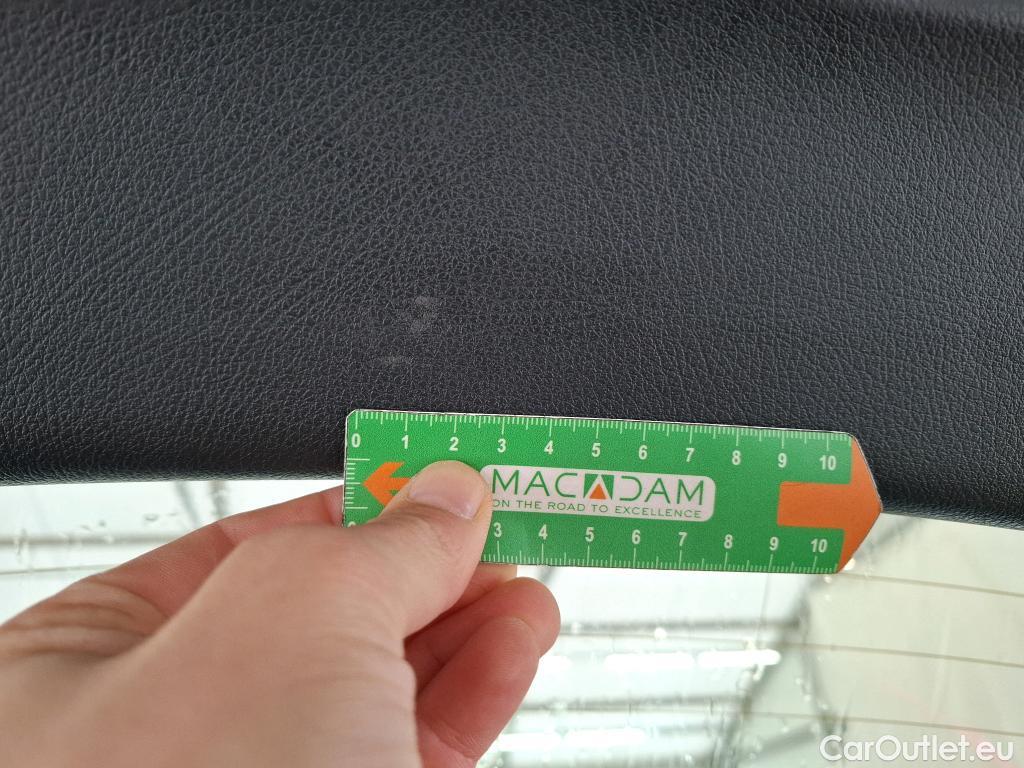 0 1 2 3 4 5 6 7 8 9 10
MACADAM
ON THE ROAD TO EXCELLENCE
3 4 5 6 7 8 9 10
CarOutlet.eu